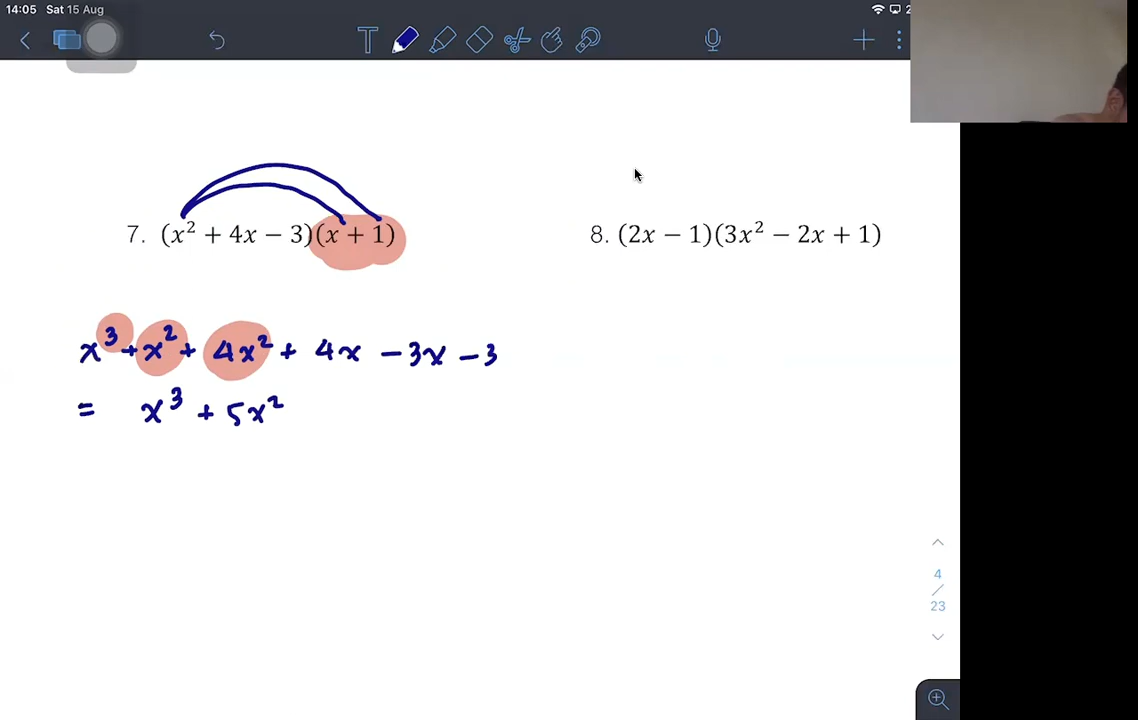 14:05 Sat 15 Aug
7. (x² + 4x − 3)(x + 1)
8. (2x − 1)(3x² − 2x + 1)
x³ + x² + 4x² + 4x − 3x − 3
= x³ + 5x²
4
/
23